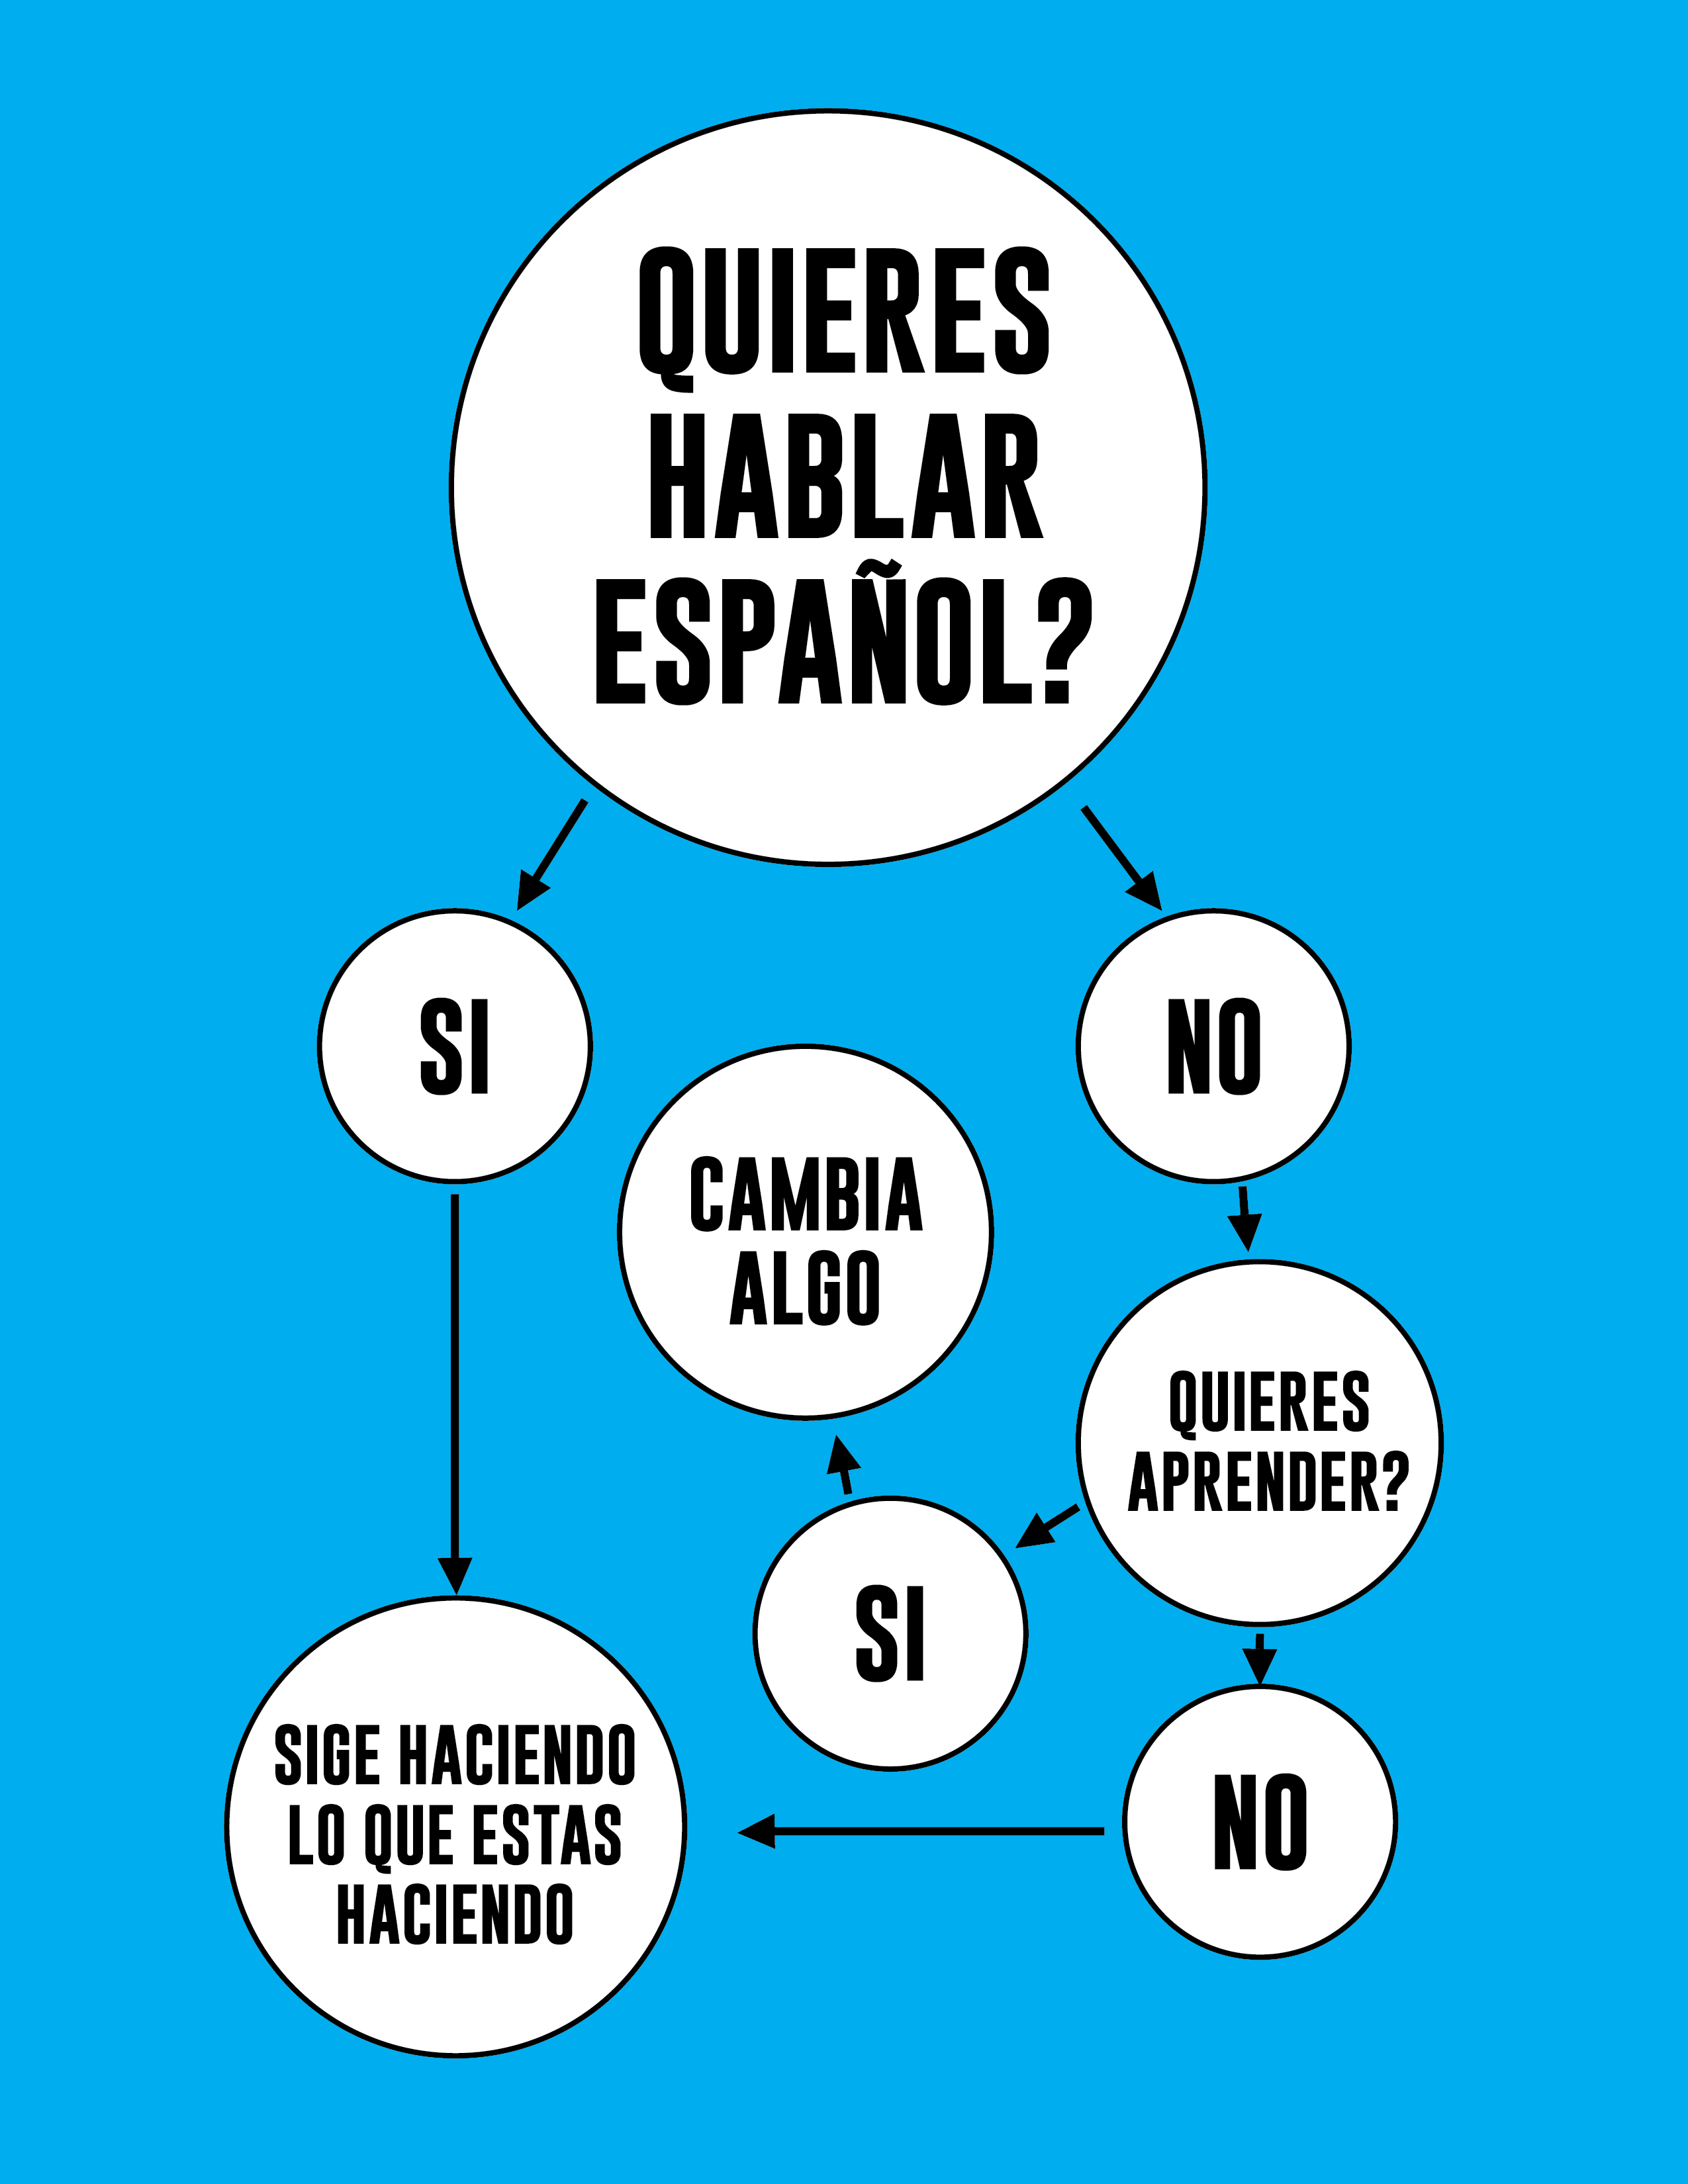 QUIERES
HABLAR
ESPAÑOL?
SI
NO
CAMBIA
ALGO
QUIERES
APRENDER?
SI
NO
SIGE HACIENDO
LO QUE ESTAS
HACIENDO